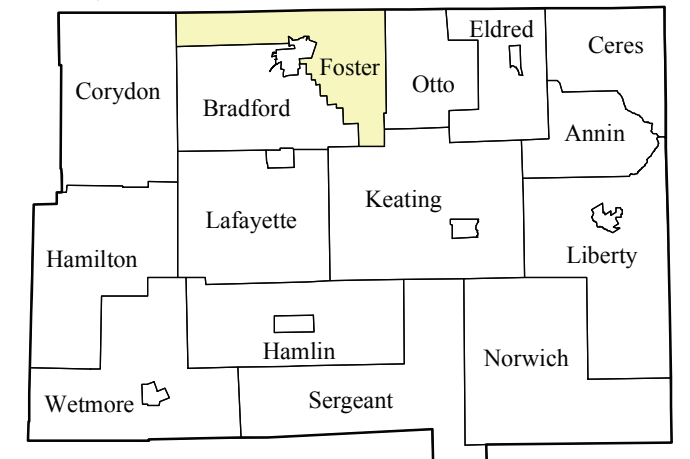 Eldred
Ceres
Foster
Otto
Corydon
Bradford
Annin
Keating
Lafayette
Liberty
Hamilton
Hamlin
Norwich
Wetmore
Sergeant